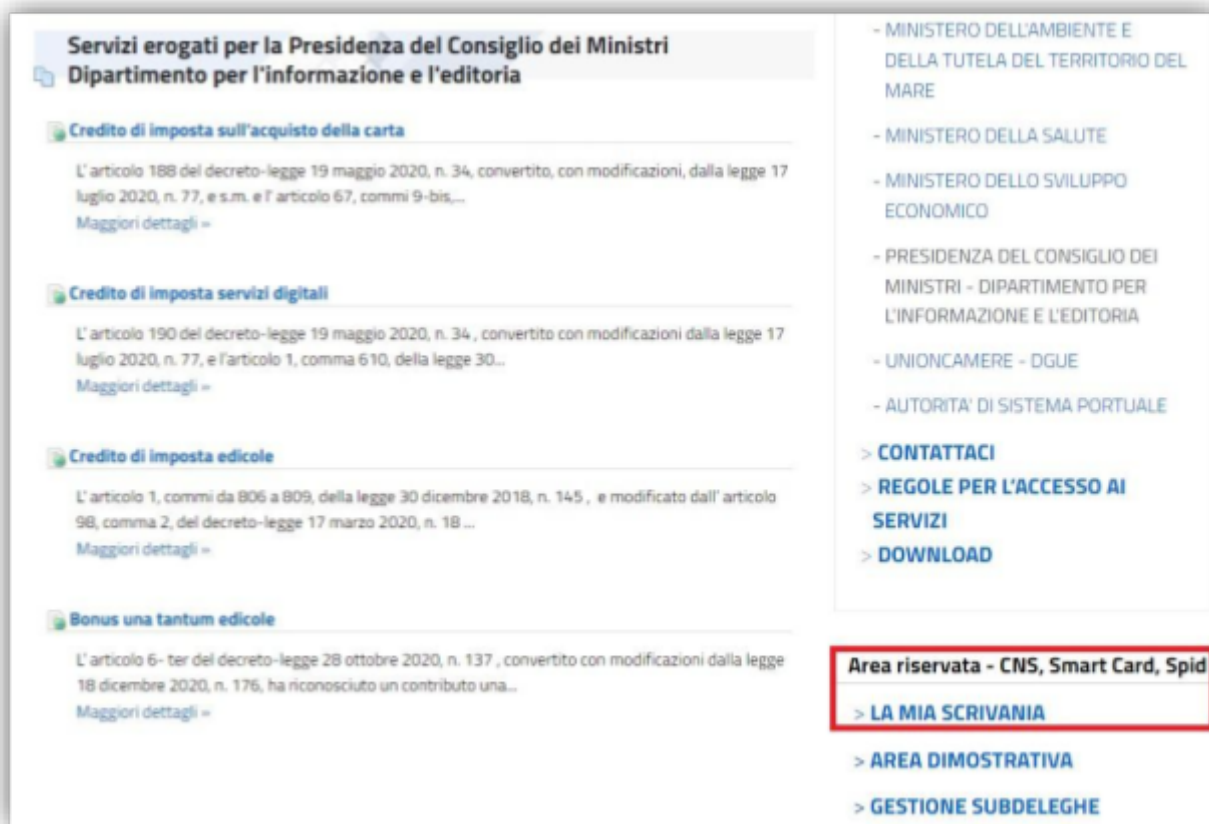 Servizi erogati per la Presidenza del Consiglio dei Ministri
Dipartimento per l'informazione e l'editoria
Credito di imposta sull'acquisto della carta
L' articolo 188 del decreto-legge 19 maggio 2020, n. 34, convertito, con modificazioni, dalla legge 17
luglio 2020, n. 77, e s.m. e l' articolo 67, commi 9-bis,...
Maggiori dettagli »
Credito di imposta servizi digitali
L' articolo 190 del decreto-legge 19 maggio 2020, n. 34 , convertito con modificazioni dalla legge 17
luglio 2020, n. 77, e l'articolo 1, comma 610, della legge 30...
Maggiori dettagli »
Credito di imposta edicole
L' articolo 1, commi da 806 a 809, della legge 30 dicembre 2018, n. 145 , e modificato dall' articolo
98, comma 2, del decreto-legge 17 marzo 2020, n. 18 ...
Maggiori dettagli »
Bonus una tantum edicole
L' articolo 6- ter del decreto-legge 28 ottobre 2020, n. 137 , convertito con modificazioni dalla legge
18 dicembre 2020, n. 176, ha riconosciuto un contributo una...
Maggiori dettagli »
- MINISTERO DELL'AMBIENTE E
DELLA TUTELA DEL TERRITORIO DEL
MARE
- MINISTERO DELLA SALUTE
- MINISTERO DELLO SVILUPPO
ECONOMICO
- PRESIDENZA DEL CONSIGLIO DEI
MINISTRI - DIPARTIMENTO PER
L'INFORMAZIONE E L'EDITORIA
- UNIONCAMERE - DGUE
- AUTORITA' DI SISTEMA PORTUALE
> CONTATTACI
> REGOLE PER L'ACCESSO AI
SERVIZI
> DOWNLOAD
Area riservata - CNS, Smart Card, Spid
> LA MIA SCRIVANIA
> AREA DIMOSTRATIVA
> GESTIONE SUBDELEGHE